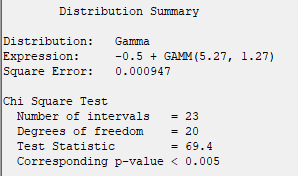 Distribution Summary
Distribution: Gamma
Expression: -0.5 + GAMM(5.27, 1.27)
Square Error: 0.000947
Chi Square Test
Number of intervals = 23
Degrees of freedom = 20
Test Statistic = 69.4
Corresponding p-value < 0.005